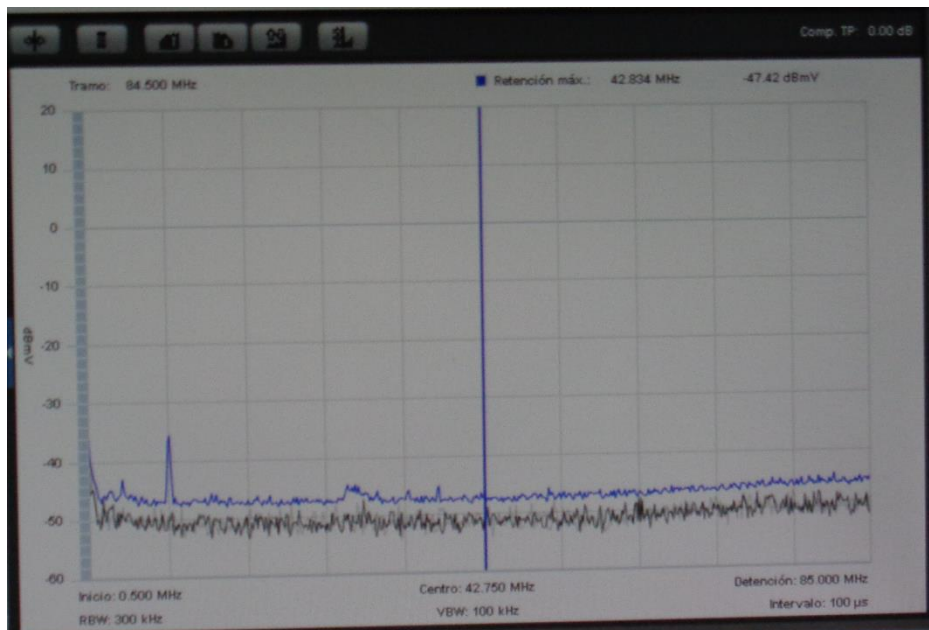 Comp. TP: 0.00 dB
Tramo: 84.500 MHz
Retención máx.: 42.834 MHz -47.42 dBmV
20
10
0
-10
-20
-30
-40
-50
-60
dBmV
Inicio: 0.500 MHz
Centro: 42.750 MHz
Detención: 85.000 MHz
RBW: 300 kHz
VBW: 100 kHz
Intervalo: 100 µs